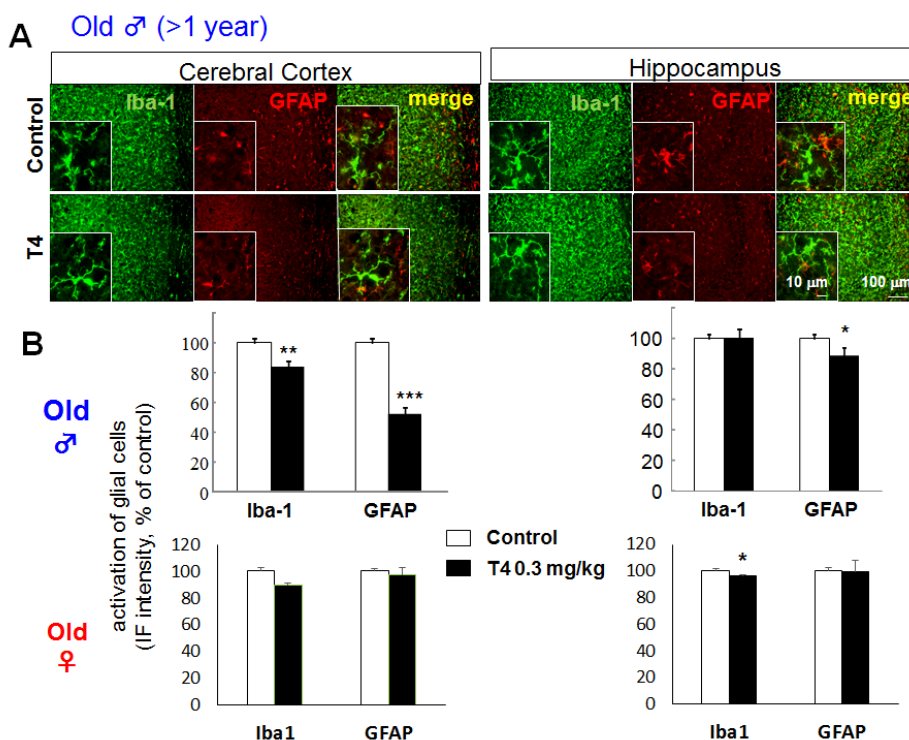 A
Old ♂ (>1 year)
Cerebral Cortex
Hippocampus
Control
Iba-1
GFAP
merge
Iba-1
GFAP
merge
T4
10 µm
100 µm
B
Old
♂
activation of glial cells
(IF intensity, % of control)
100
80
60
40
20
0
**
***
Iba-1
GFAP
100
80
60
40
20
0
*
Iba-1
GFAP
Control
T4 0.3 mg/kg
Old
♀
120
100
80
60
40
20
0
Iba1
GFAP
120
100
80
60
40
20
0
*
Iba1
GFAP